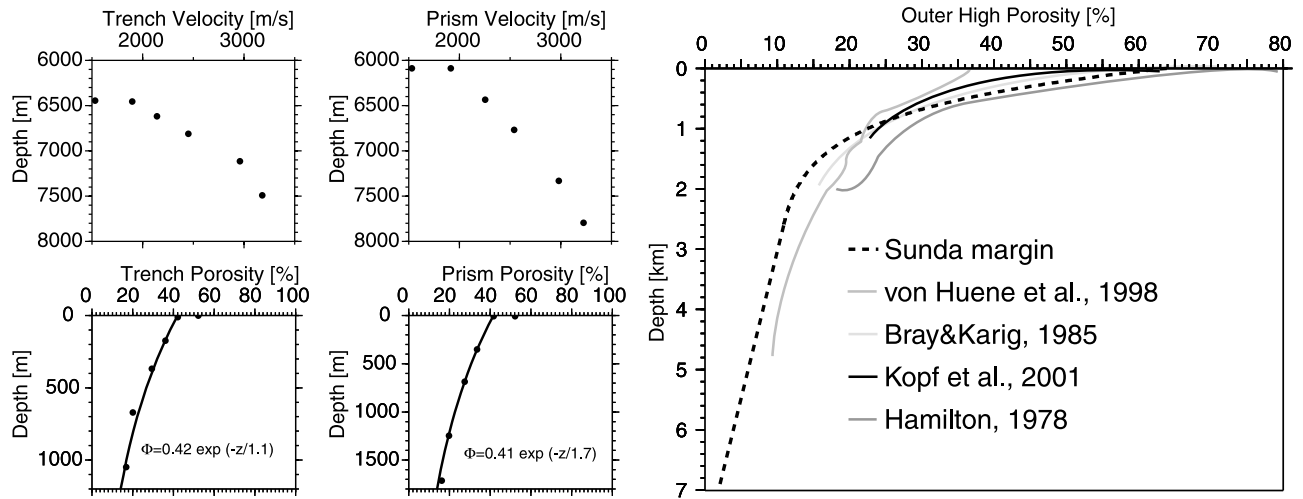 Trench Velocity [m/s]
2000 3000
6000
6500
7000
7500
8000
Depth [m]
Prism Velocity [m/s]
2000 3000
6000
6500
7000
7500
8000
Depth [m]
Trench Porosity [%]
0 20 40 60 80 100
0
500
1000
Depth [m]
Φ=0.42 exp (-z/1.1)
Prism Porosity [%]
0 20 40 60 80 100
0
500
1000
1500
Depth [m]
Φ=0.41 exp (-z/1.7)
Outer High Porosity [%]
0 10 20 30 40 50 60 70 80
0
1
2
3
4
5
6
7
Depth [km]
Sunda margin
von Huene et al., 1998
Bray&Karig, 1985
Kopf et al., 2001
Hamilton, 1978